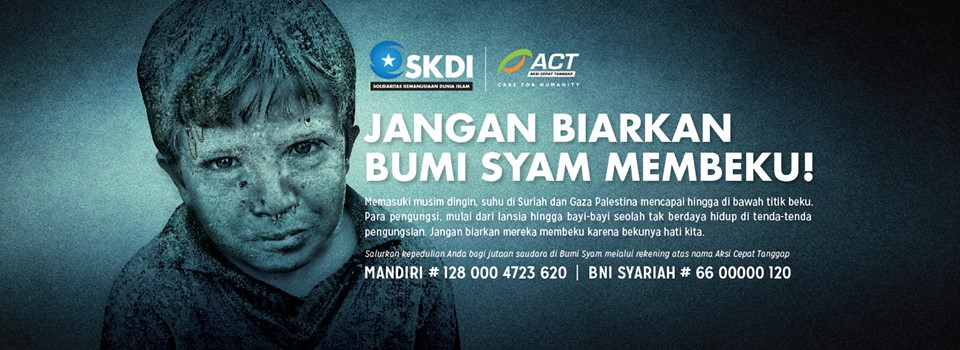 SKDI
SOLIDARITAS KEMANUSIAAN DUNIA ISLAM
ACT
AKSI CEPAT TANGGAP
CARE FOR HUMANITY
JANGAN BIARKAN
BUMI SYAM MEMBEKU!
Memasuki musim dingin, suhu di Suriah dan Gaza Palestina mencapai hingga di bawah titik beku.
Para pengungsi, mulai dari lansia hingga bayi-bayi seolah tak berdaya hidup di tenda-tenda
pengungsian. Jangan biarkan mereka membeku karena bekunya hati kita.
Salurkan kepedulian Anda bagi jutaan saudara di Bumi Syam melalui rekening atas nama Aksi Cepat Tanggap
MANDIRI # 128 000 4723 620 | BNI SYARIAH # 66 00000 120